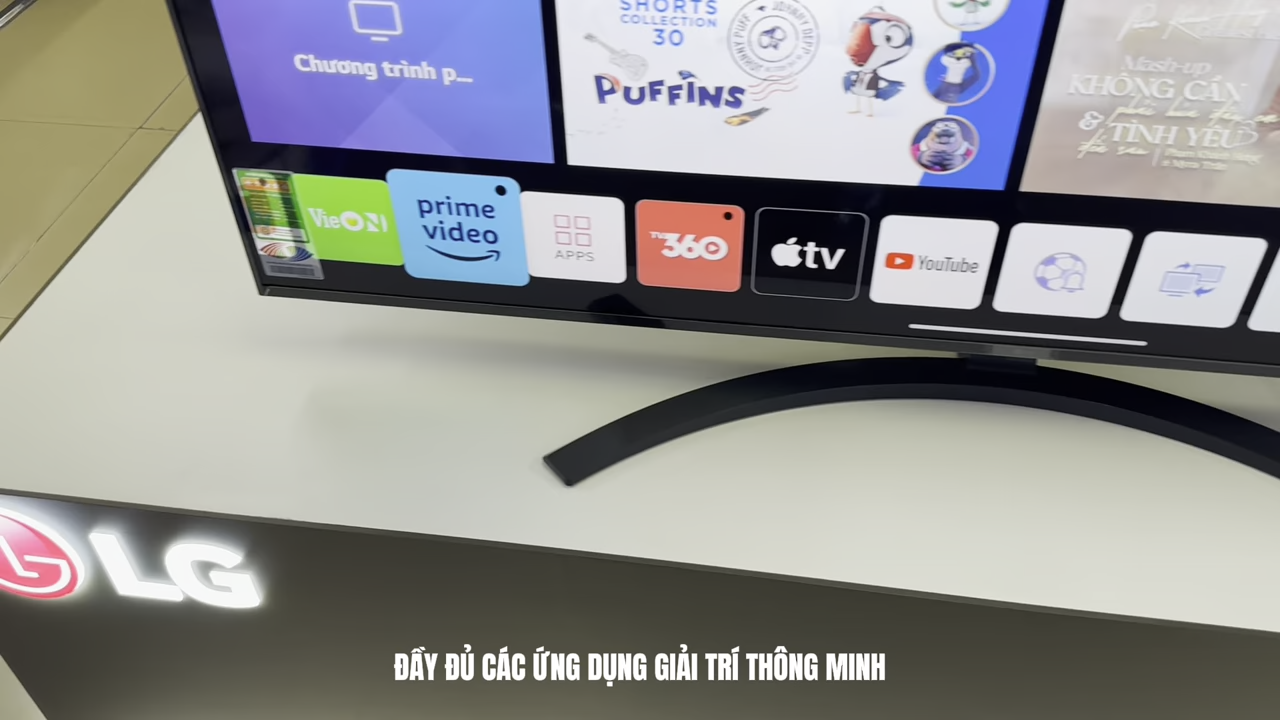 Chương trình p...
SHORTS
COLLECTION
30
PUFFINS
JOHNNY PUFF
JOHNNY DEPP
Mash-up
KHÔNG CẦN
& TÌNH YÊU
VieON
prime
video
APPS
TV360
tv
YouTube
LG
ĐẦY ĐỦ CÁC ỨNG DỤNG GIẢI TRÍ THÔNG MINH